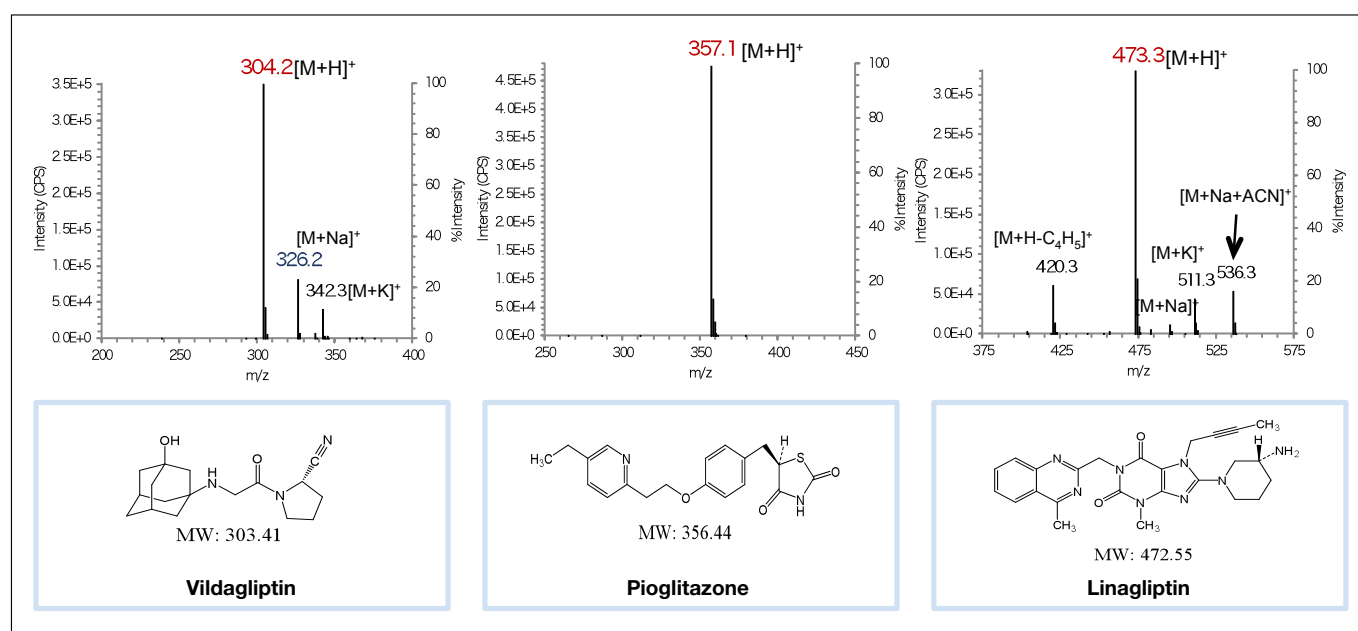 304.2[M+H]+
3.5E+5
3.0E+5
2.5E+5
2.0E+5
1.5E+5
1.0E+5
5.0E+4
0.0E+0
Intensity (CPS)
100
80
60
40
20
0
%Intensity
[M+Na]+
326.2
342.3[M+K]+
200
250
300
350
400
m/z
357.1 [M+H]+
4.5E+5
4.0E+5
3.5E+5
3.0E+5
2.5E+5
2.0E+5
1.5E+5
1.0E+5
5.0E+4
0.0E+0
Intensity (CPS)
100
80
60
40
20
0
%Intensity
250
300
350
400
450
m/z
473.3[M+H]+
3.0E+5
2.5E+5
2.0E+5
1.5E+5
1.0E+5
5.0E+4
0.0E+0
Intensity (CPS)
100
80
60
40
20
0
%Intensity
[M+Na+ACN]+
[M+H-C4H5]+
420.3
[M+K]+
511.3
536.3
[M+Na]+
375
425
475
525
575
m/z
OH
H
N
O
N
C
N
MW: 303.41
Vildagliptin
H3C
N
O
H
S
O
O
NH
MW: 356.44
Pioglitazone
N
N
CH3
O
N
O
N
CH3
N
N
CH3
N
H
NH2
MW: 472.55
Linagliptin